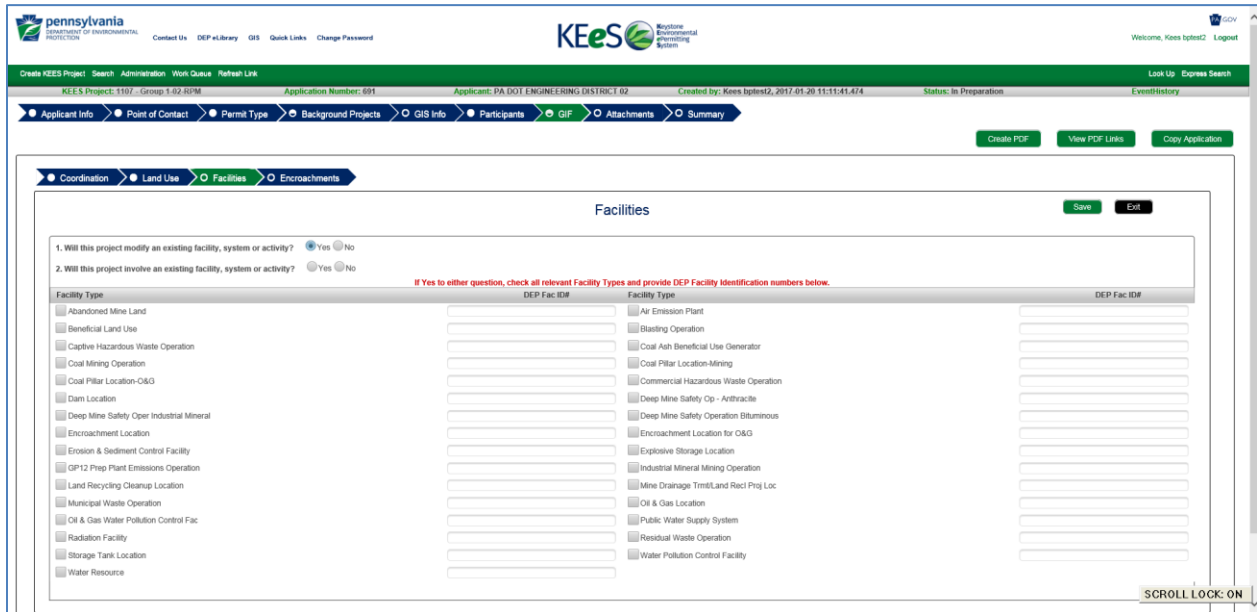 pennsylvania
DEPARTMENT OF ENVIRONMENTAL
PROTECTION
Contact Us DEP eLibrary GIS Quick Links Change Password
KEeS Keystone Environmental ePermitting System
PA GOV
Welcome, Kees bptest2 Logout
Create KEES Project Search Administration Work Queue Refresh Link Look Up Express Search
KEES Project: 1107 - Group 1-02-RPM Application Number: 691 Applicant: PA DOT ENGINEERING DISTRICT 02 Created by: Kees bptest2, 2017-01-20 11:11:41.474 Status: In Preparation EventHistory
Applicant Info Point of Contact Permit Type Background Projects GIS Info Participants GIF Attachments Summary
Create PDF View PDF Links Copy Application
Coordination Land Use Facilities Encroachments
Facilities Save Exit
1. Will this project modify an existing facility, system or activity? Yes No
2. Will this project involve an existing facility, system or activity? Yes No
If Yes to either question, check all relevant Facility Types and provide DEP Facility Identification numbers below.
Facility Type DEP Fac ID# Facility Type DEP Fac ID#
Abandoned Mine Land Air Emission Plant
Beneficial Land Use Blasting Operation
Captive Hazardous Waste Operation Coal Ash Beneficial Use Generator
Coal Mining Operation Coal Pillar Location-Mining
Coal Pillar Location-O&G Commercial Hazardous Waste Operation
Dam Location Deep Mine Safety Op - Anthracite
Deep Mine Safety Oper Industrial Mineral Deep Mine Safety Operation Bituminous
Encroachment Location Encroachment Location for O&G
Erosion & Sediment Control Facility Explosive Storage Location
GP12 Prep Plant Emissions Operation Industrial Mineral Mining Operation
Land Recycling Cleanup Location Mine Drainage Trmt/Land Recl Proj Loc
Municipal Waste Operation Oil & Gas Location
Oil & Gas Water Pollution Control Fac Public Water Supply System
Radiation Facility Residual Waste Operation
Storage Tank Location Water Pollution Control Facility
Water Resource
SCROLL LOCK: ON